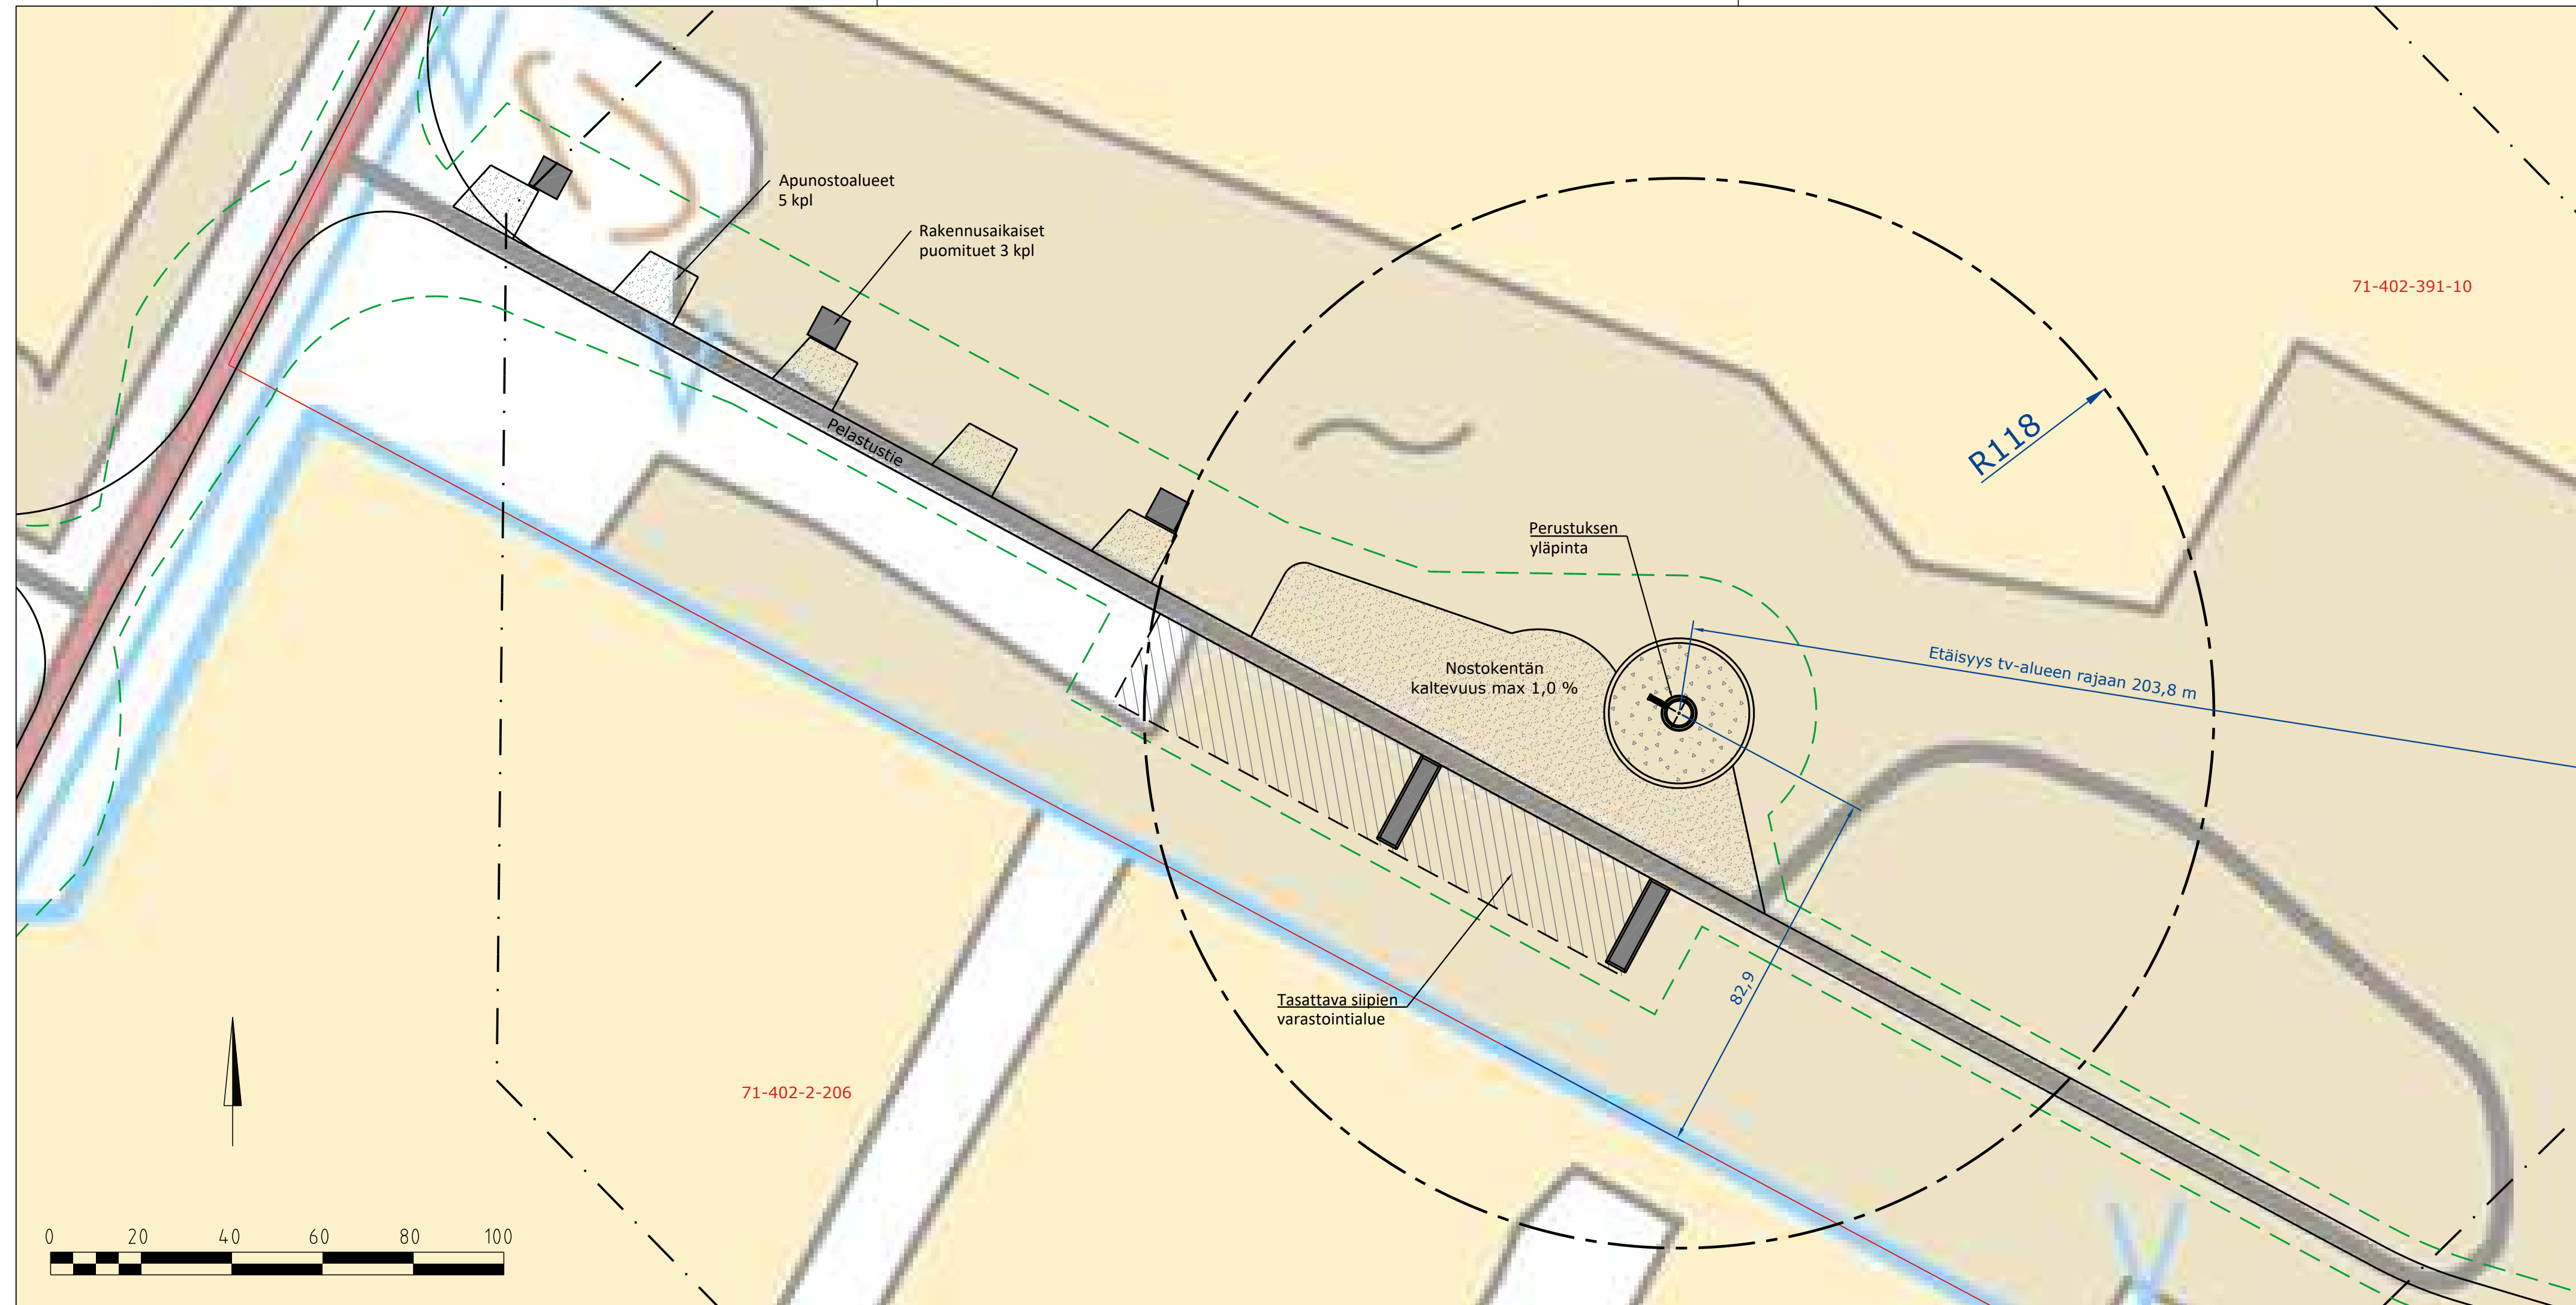 Apunostoalueet
5 kpl
Rakennusaikaiset
puomituet 3 kpl
71-402-391-10
R118
Pelastustie
Perustuksen
yläpinta
Etäisyys tv-alueen rajaan 203,8 m
Nostokentän
kaltevuus max 1,0 %
82,9
Tasattava siipien
varastointialue
71-402-2-206
0 20 40 60 80 100